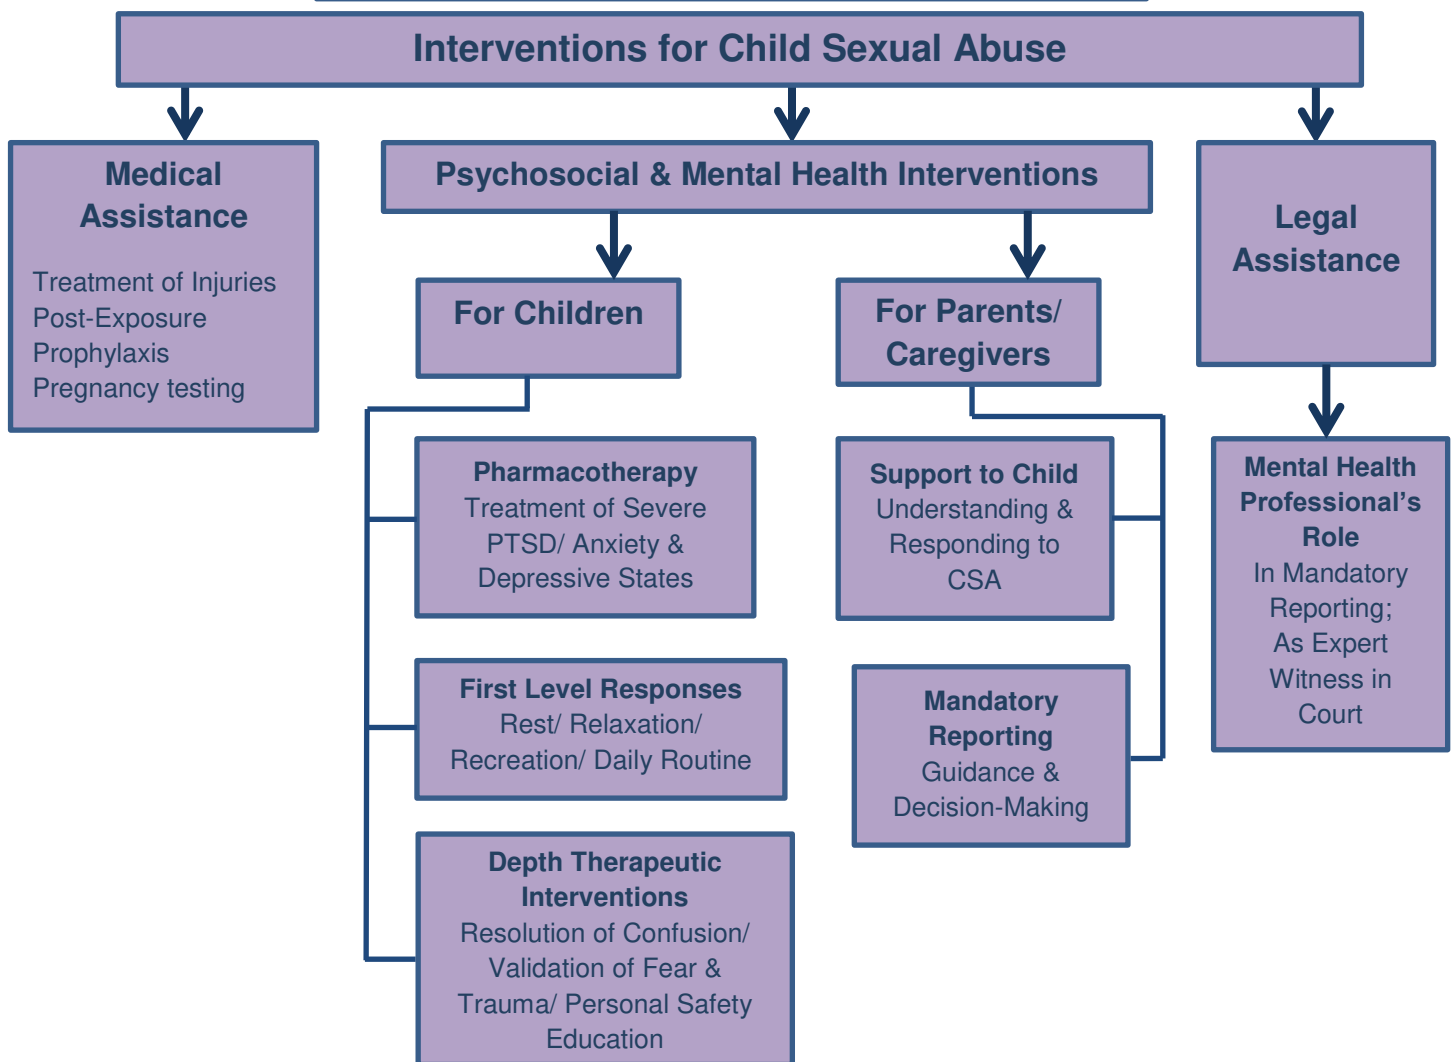 Interventions for Child Sexual Abuse
Medical
Assistance
Treatment of Injuries
Post-Exposure
Prophylaxis
Pregnancy testing
Psychosocial & Mental Health Interventions
For Children
Pharmacotherapy
Treatment of Severe
PTSD/ Anxiety &
Depressive States
First Level Responses
Rest/ Relaxation/
Recreation/ Daily Routine
Depth Therapeutic
Interventions
Resolution of Confusion/
Validation of Fear &
Trauma/ Personal Safety
Education
For Parents/
Caregivers
Support to Child
Understanding &
Responding to
CSA
Mandatory
Reporting
Guidance &
Decision-Making
Legal
Assistance
Mental Health
Professional's
Role
In Mandatory
Reporting;
As Expert
Witness in
Court